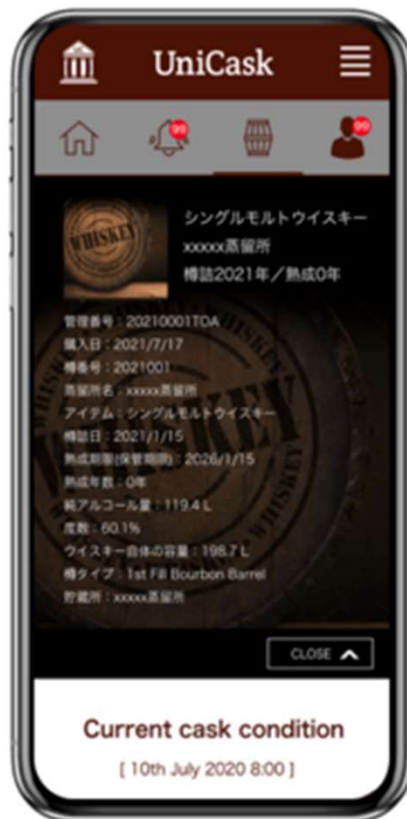 UniCask
99
99
WHISKEY
シングルモルトウイスキー
xxxxx蒸留所
樽詰2021年／熟成0年
管理番号：20210001TOA
購入日：2021/7/17
樽番号：2021001
蒸留所名：xxxxx蒸留所
アイテム：シングルモルトウイスキー
樽詰日：2021/1/15
熟成期限(保管期限)：2026/1/15
熟成年数：0年
純アルコール量：119.4 L
度数：60.1%
ウイスキー自体の容量：198.7 L
樽タイプ：1st Fill Bourbon Barrel
貯蔵所：xxxxx蒸留所
WHISKEY
CLOSE
Current cask condition
[ 10th July 2020 8:00 ]